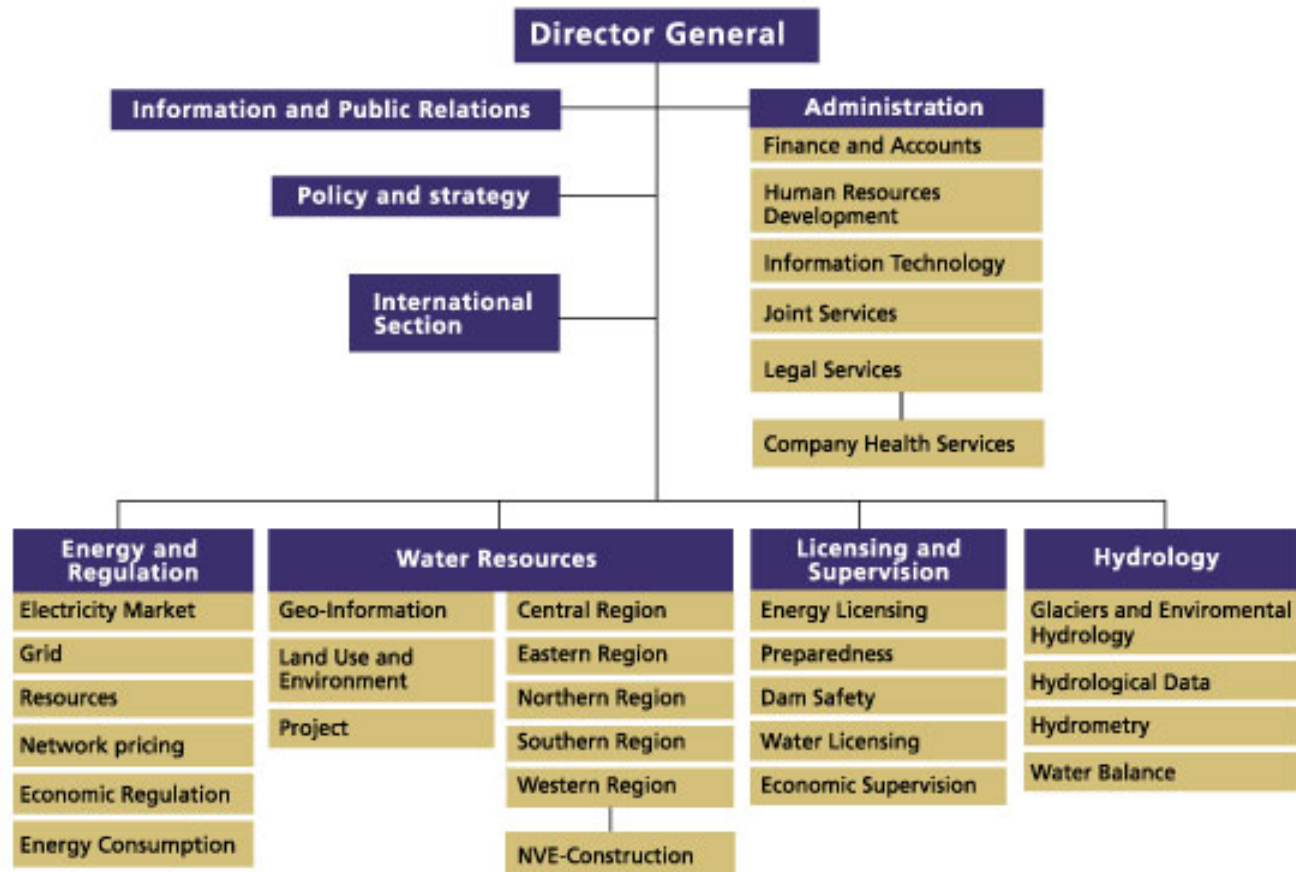 Director General
Information and Public Relations
Administration
Finance and Accounts
Human Resources
Development
Information Technology
Joint Services
Legal Services
Company Health Services
Policy and strategy
International
Section
Energy and
Regulation
Electricity Market
Grid
Resources
Network pricing
Economic Regulation
Energy Consumption
Water Resources
Geo-Information
Land Use and
Environment
Project
Central Region
Eastern Region
Northern Region
Southern Region
Western Region
NVE-Construction
Licensing and
Supervision
Energy Licensing
Preparedness
Dam Safety
Water Licensing
Economic Supervision
Hydrology
Glaciers and Enviromental
Hydrology
Hydrological Data
Hydrometry
Water Balance